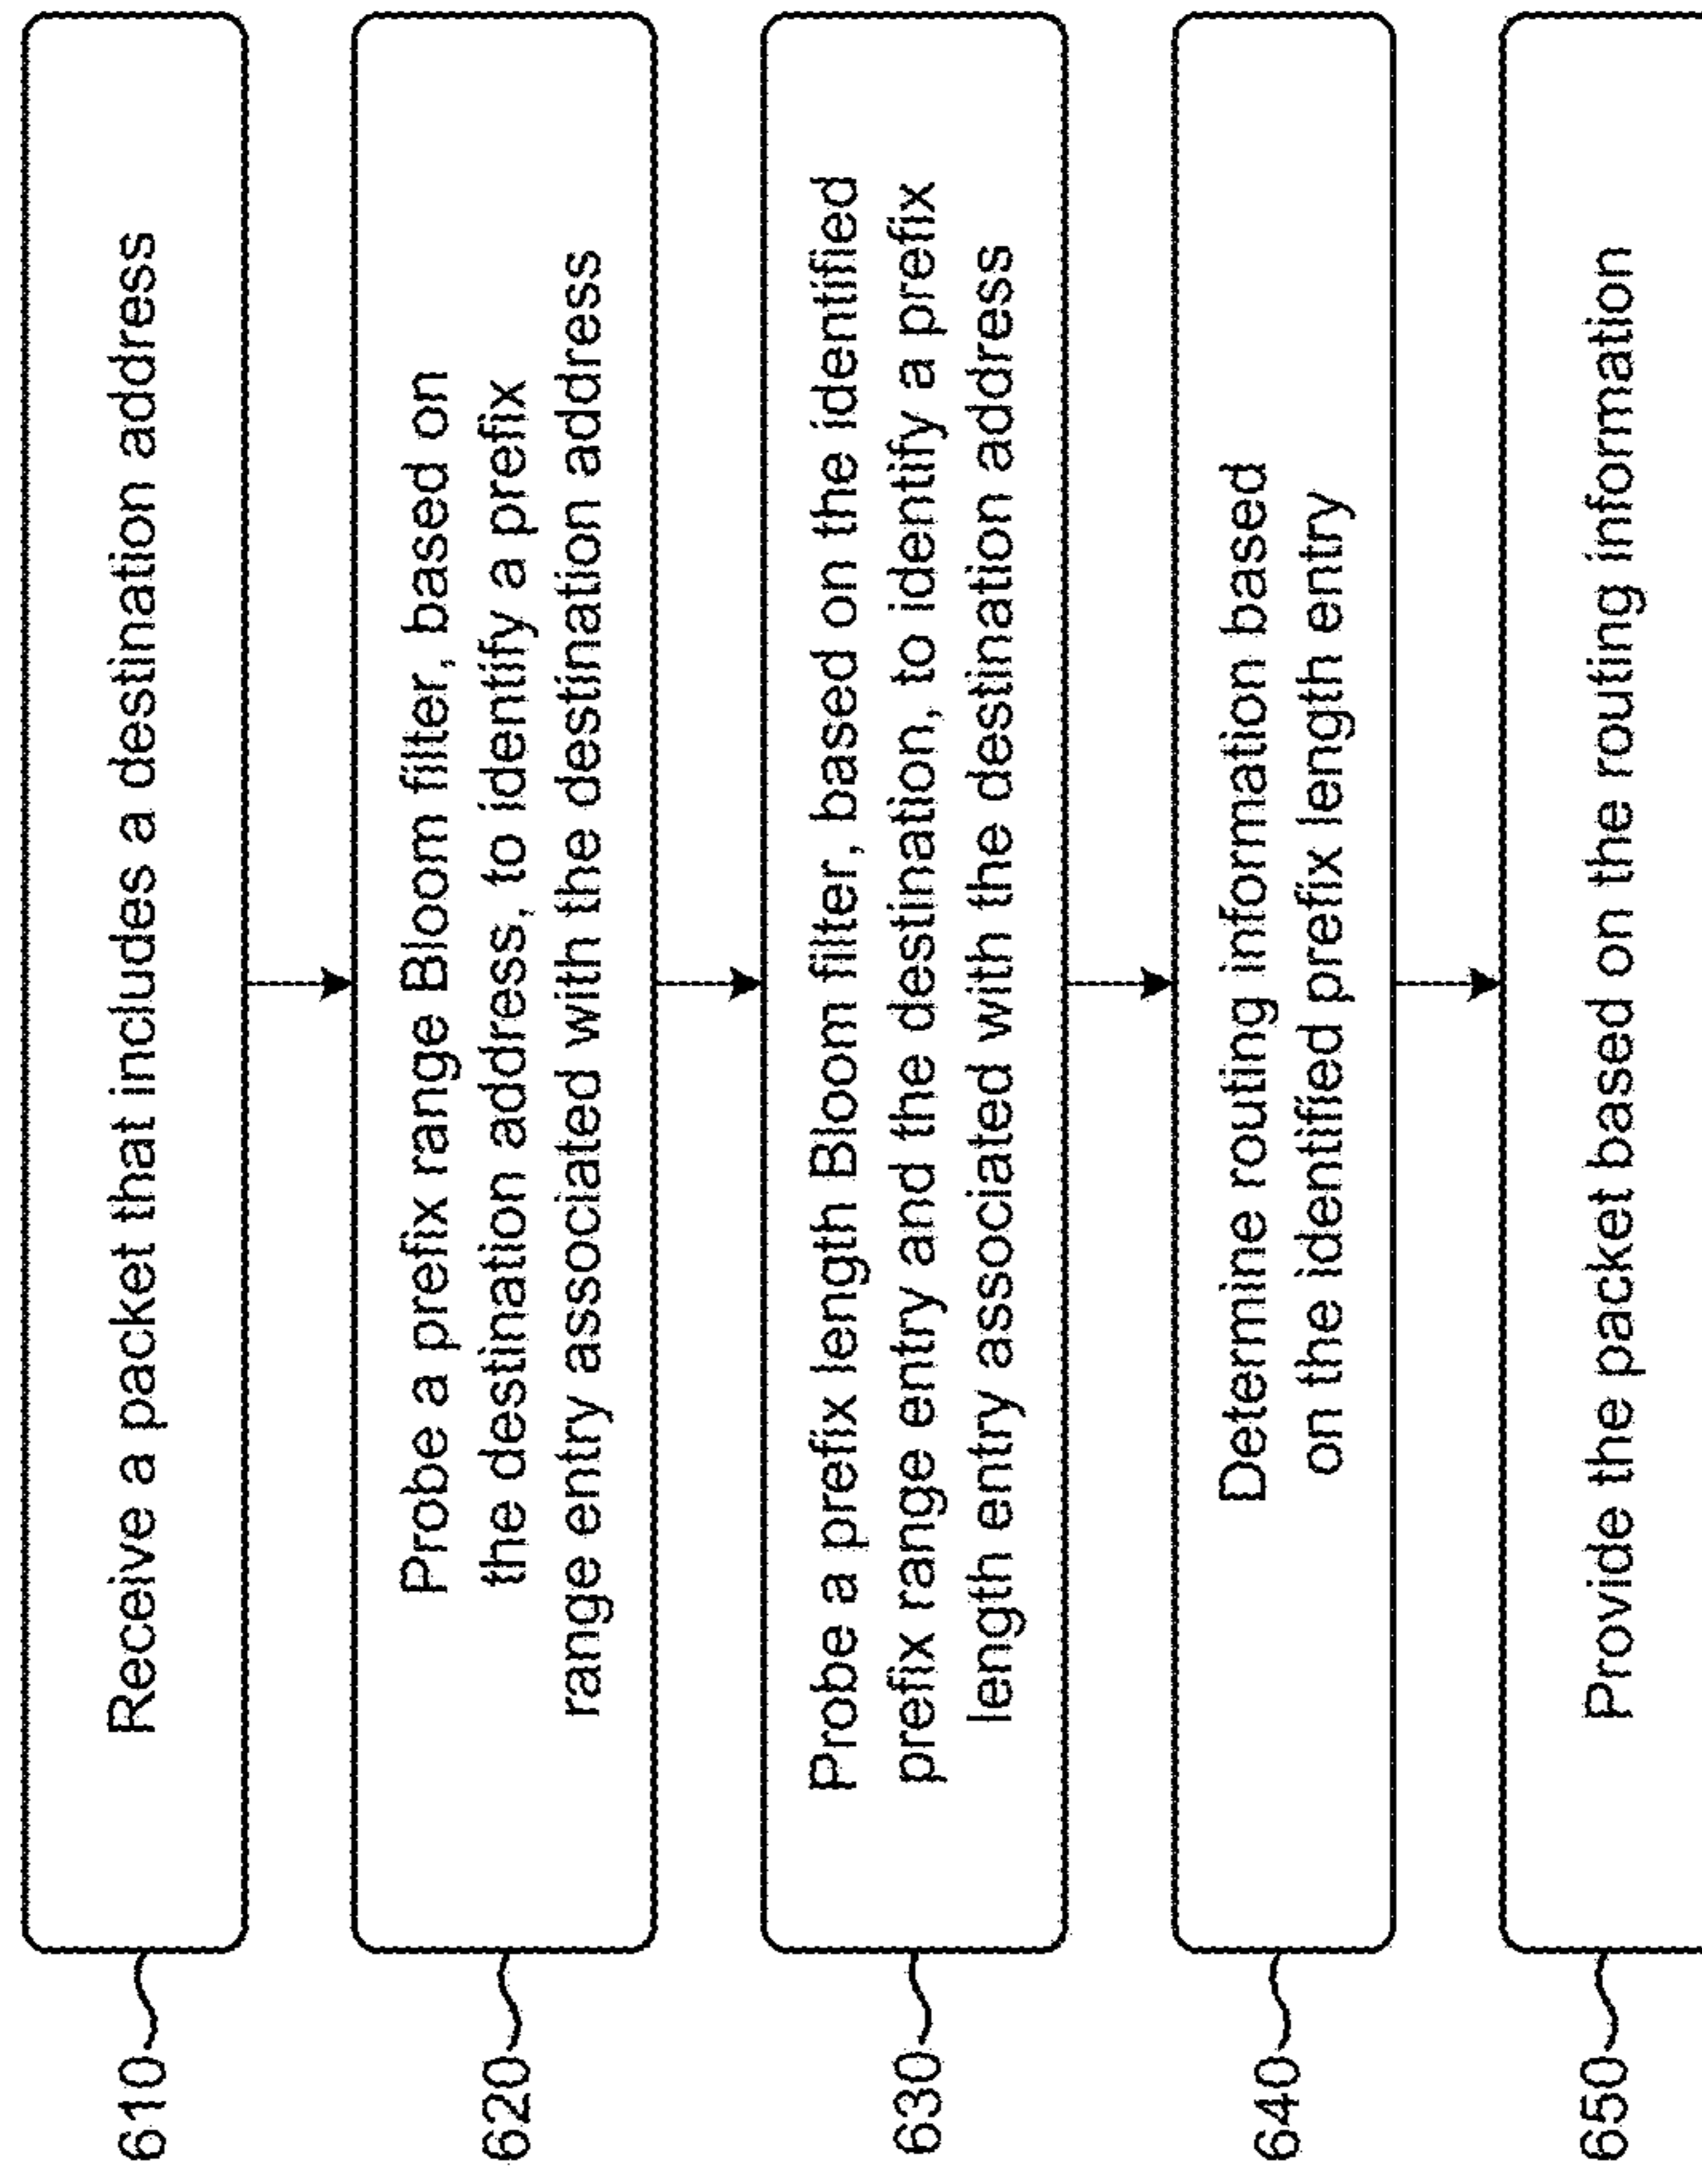 610
Receive a packet that includes a destination address
620
Probe a prefix range Bloom filter, based on
the destination address, to identify a prefix
range entry associated with the destination address
630
Probe a prefix length Bloom filter, based on the identified
prefix range entry and the destination, to identify a prefix
length entry associated with the destination address
640
Determine routing information based
on the identified prefix length entry
650
Provide the packet based on the routing information